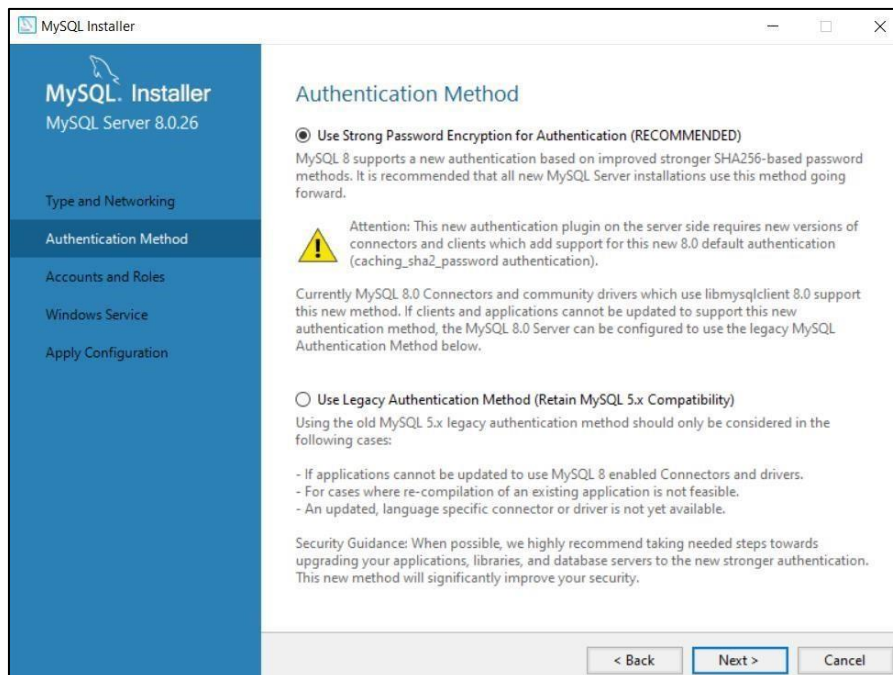 MySQL Installer
MySQL. Installer
MySQL Server 8.0.26
Type and Networking
Authentication Method
Accounts and Roles
Windows Service
Apply Configuration
Authentication Method
Use Strong Password Encryption for Authentication (RECOMMENDED)
MySQL 8 supports a new authentication based on improved stronger SHA256-based password
methods. It is recommended that all new MySQL Server installations use this method going
forward.
Attention: This new authentication plugin on the server side requires new versions of
connectors and clients which add support for this new 8.0 default authentication
(caching_sha2_password authentication).
Currently MySQL 8.0 Connectors and community drivers which use libmysqlclient 8.0 support
this new method. If clients and applications cannot be updated to support this new
authentication method, the MySQL 8.0 Server can be configured to use the legacy MySQL
Authentication Method below.
Use Legacy Authentication Method (Retain MySQL 5.x Compatibility)
Using the old MySQL 5.x legacy authentication method should only be considered in the
following cases:
- If applications cannot be updated to use MySQL 8 enabled Connectors and drivers.
- For cases where re-compilation of an existing application is not feasible.
- An updated, language specific connector or driver is not yet available.
Security Guidance: When possible, we highly recommend taking needed steps towards
upgrading your applications, libraries, and database servers to the new stronger authentication.
This new method will significantly improve your security.
< Back
Next >
Cancel